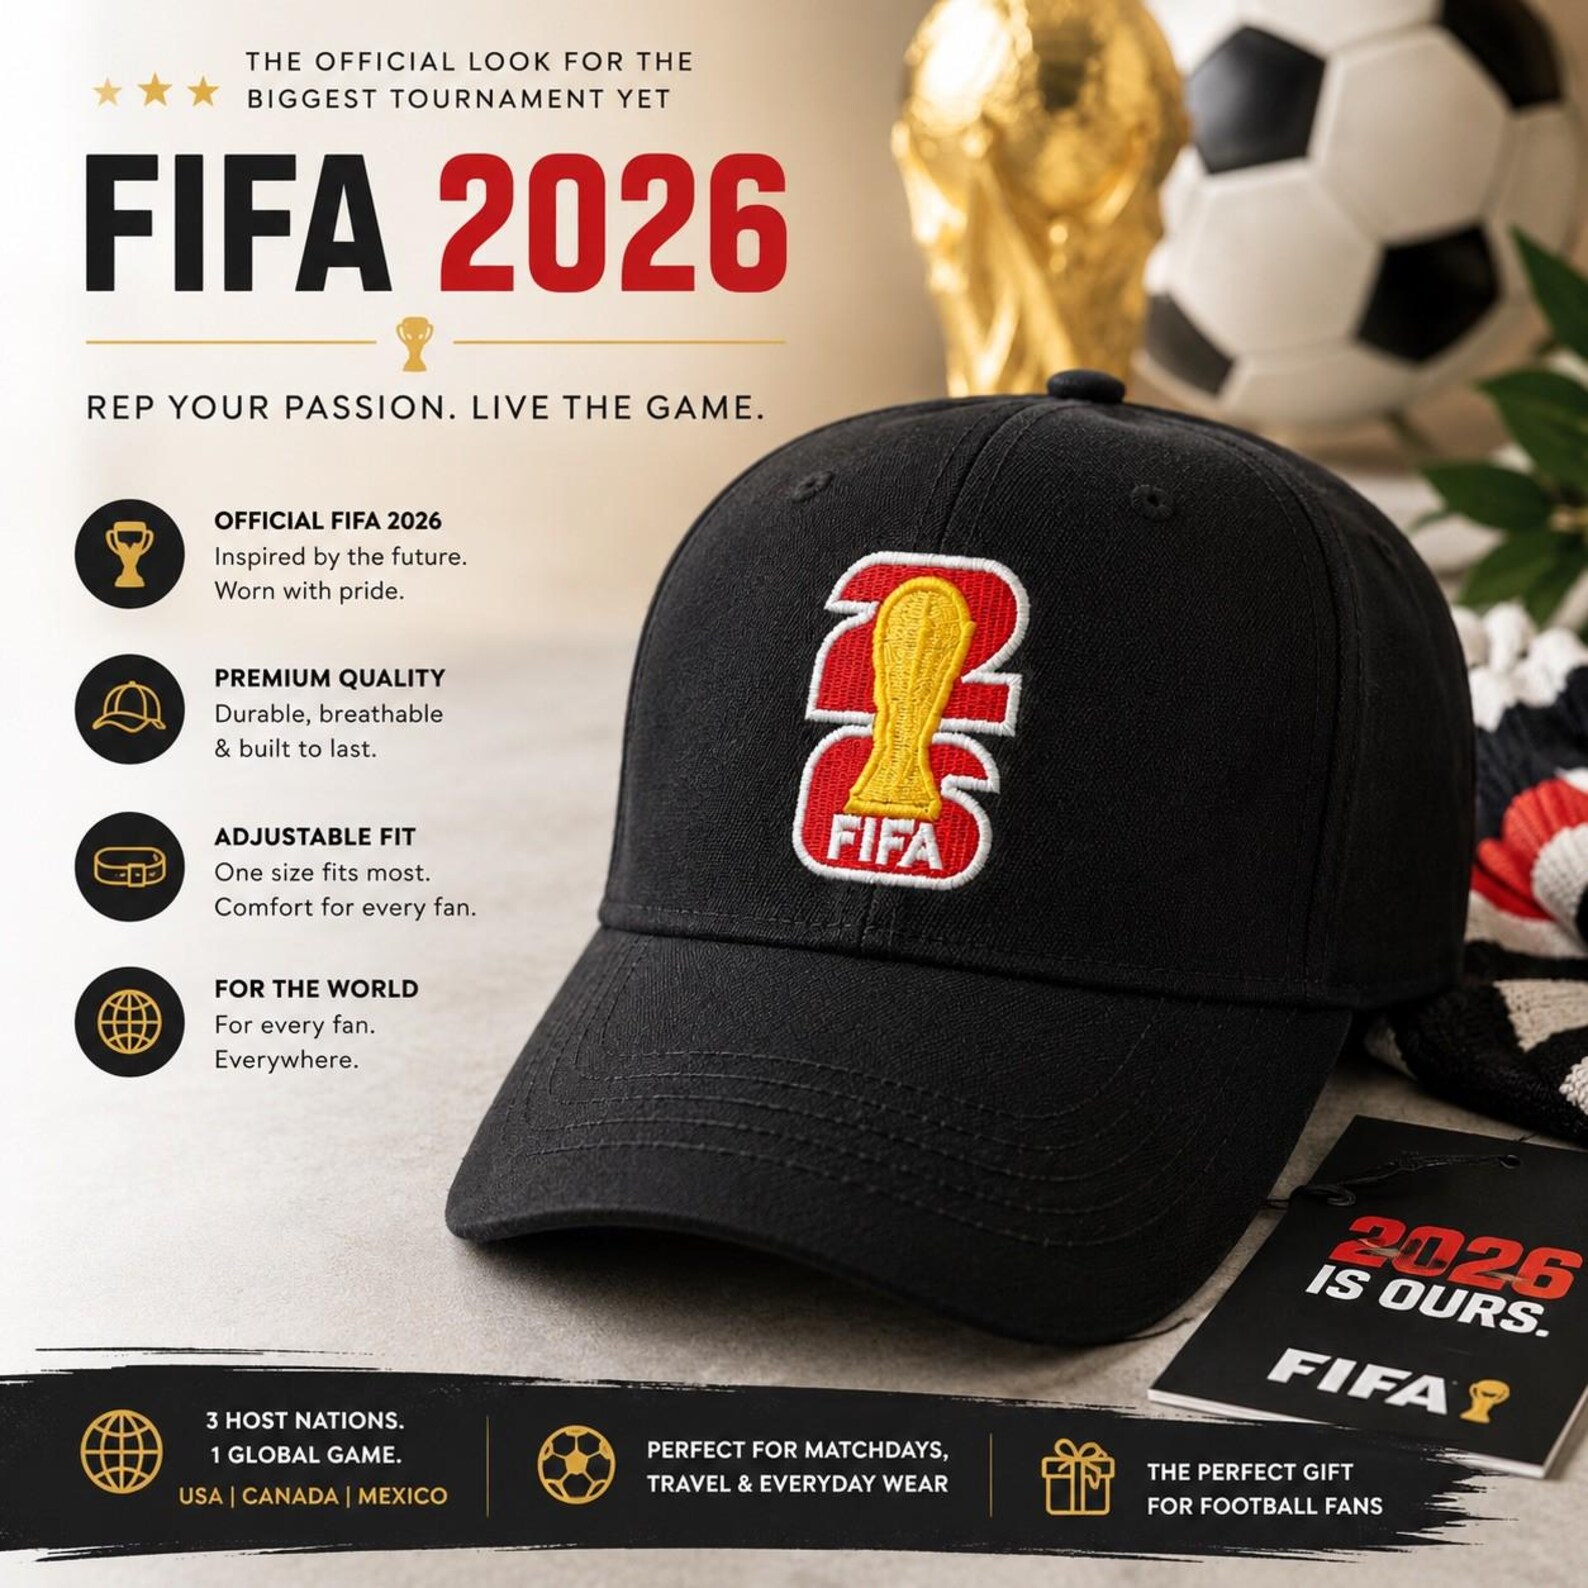 THE OFFICIAL LOOK FOR THE
BIGGEST TOURNAMENT YET
FIFA 2026
REP YOUR PASSION. LIVE THE GAME.
OFFICIAL FIFA 2026
Inspired by the future.
Worn with pride.
PREMIUM QUALITY
Durable, breathable
& built to last.
ADJUSTABLE FIT
One size fits most.
Comfort for every fan.
FOR THE WORLD
For every fan.
Everywhere.
26
FIFA
2026
IS OURS.
FIFA
3 HOST NATIONS.
1 GLOBAL GAME.
USA | CANADA | MEXICO
PERFECT FOR MATCHDAYS,
TRAVEL & EVERYDAY WEAR
THE PERFECT GIFT
FOR FOOTBALL FANS